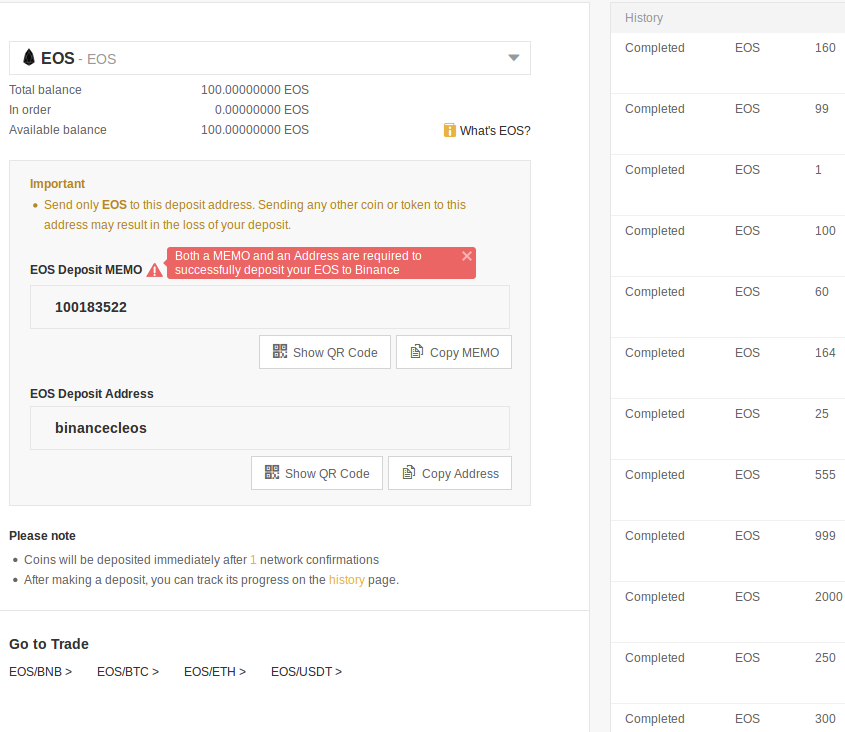 EOS - EOS
Total balance 100.00000000 EOS
In order 0.00000000 EOS
Available balance 100.00000000 EOS
What's EOS?
Important
• Send only EOS to this deposit address. Sending any other coin or token to this
address may result in the loss of your deposit.
EOS Deposit MEMO
Both a MEMO and an Address are required to
successfully deposit your EOS to Binance
100183522
Show QR Code
Copy MEMO
EOS Deposit Address
binancecleos
Show QR Code
Copy Address
Please note
• Coins will be deposited immediately after 1 network confirmations
• After making a deposit, you can track its progress on the history page.
Go to Trade
EOS/BNB > EOS/BTC > EOS/ETH > EOS/USDT >
History
Completed EOS 160
Completed EOS 99
Completed EOS 1
Completed EOS 100
Completed EOS 60
Completed EOS 164
Completed EOS 25
Completed EOS 555
Completed EOS 999
Completed EOS 2000
Completed EOS 250
Completed EOS 300